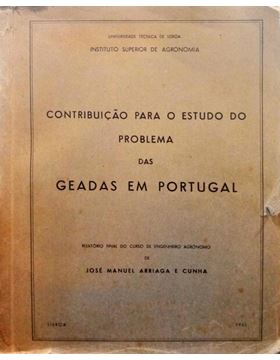 UNIVERSIDADE TÉCNICA DE LISBOA
INSTITUTO SUPERIOR DE AGRONOMIA
CONTRIBUIÇÃO PARA O ESTUDO DO
PROBLEMA
DAS
GEADAS EM PORTUGAL
RELATÓRIO FINAL DO CURSO DE ENGENHEIRO AGRÓNOMO
DE
JOSÉ MANUEL ARRIAGA E CUNHA
LISBOA